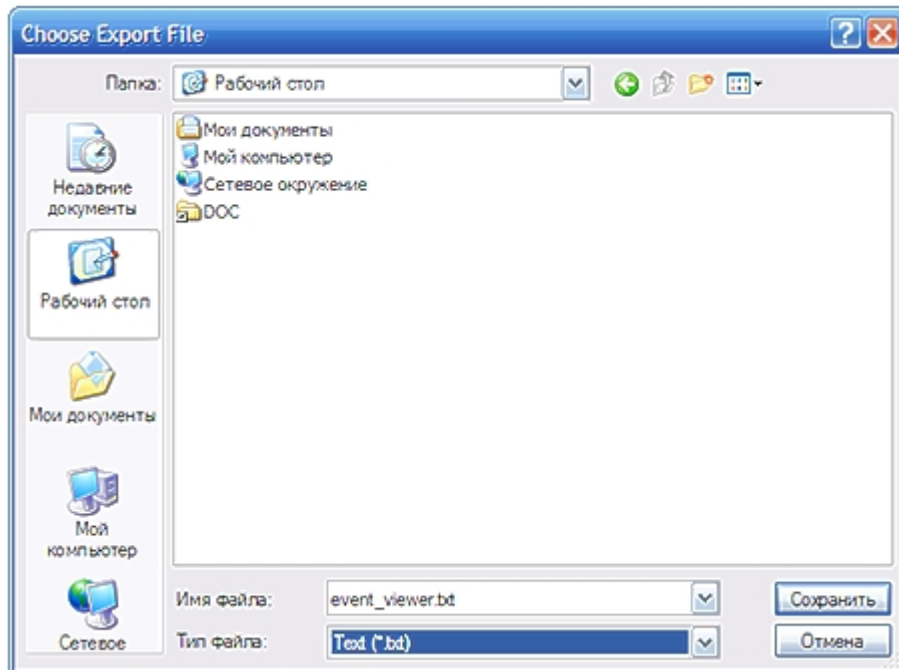 Choose Export File
Папка: Рабочий стол
Недавние
документы
Рабочий стол
Мои документы
Мой
компьютер
Сетевое
Мои документы
Мой компьютер
Сетевое окружение
DOC
Имя файла: event_viewer.txt Сохранить
Тип файла: Text (*.txt) Отмена